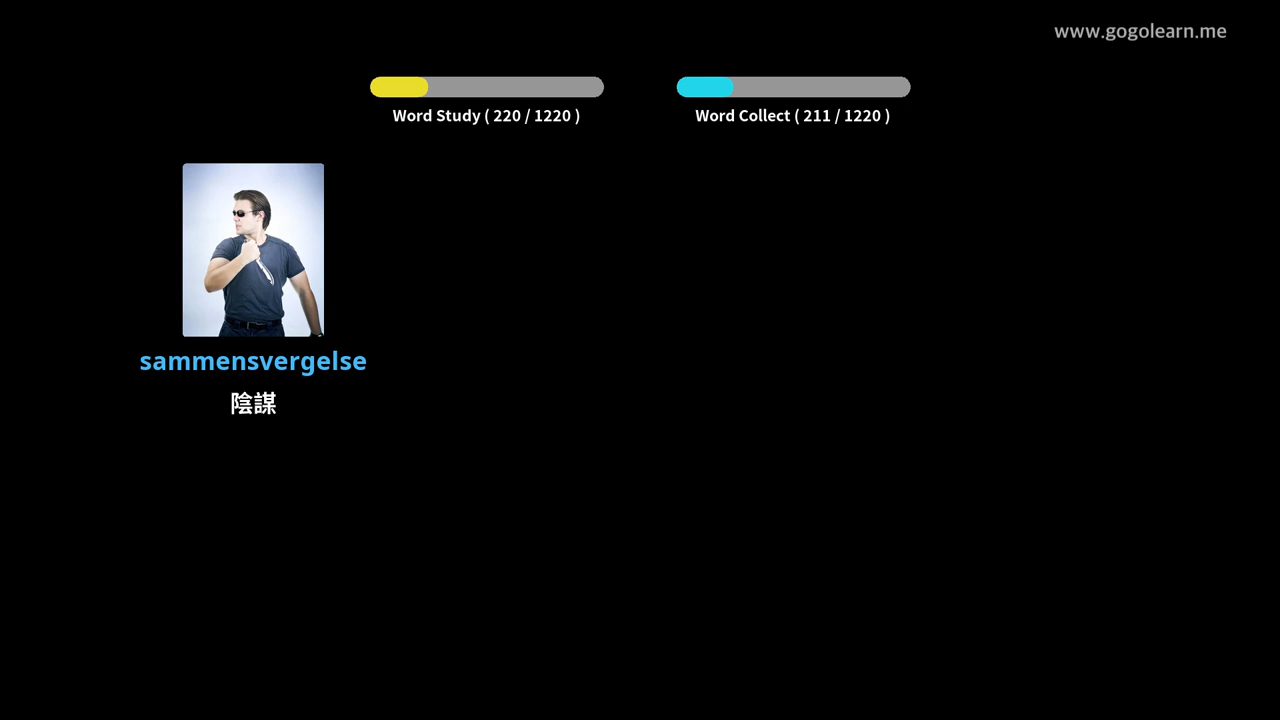 www.gogolearn.me
Word Study ( 220 / 1220 )
Word Collect ( 211 / 1220 )
sammensvergelse
陰謀